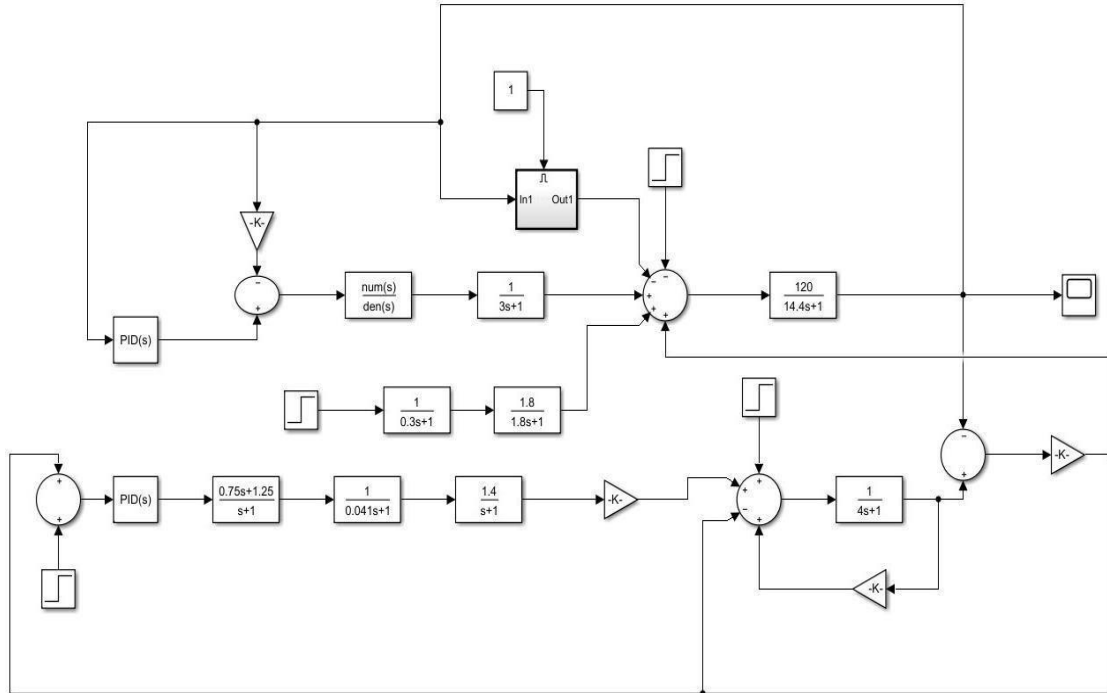 1
In1 Out1
-K-
− −
− +
+ +
+
num(s)
den(s)
1
3s+1
120
14.4s+1
PID(s)
1
0.3s+1
1.8
1.8s+1
−
+
-K-
+
+
PID(s)
0.75s+1.25
s+1
1
0.041s+1
1.4
s+1
-K-
+ +
− +
1
4s+1
-K-